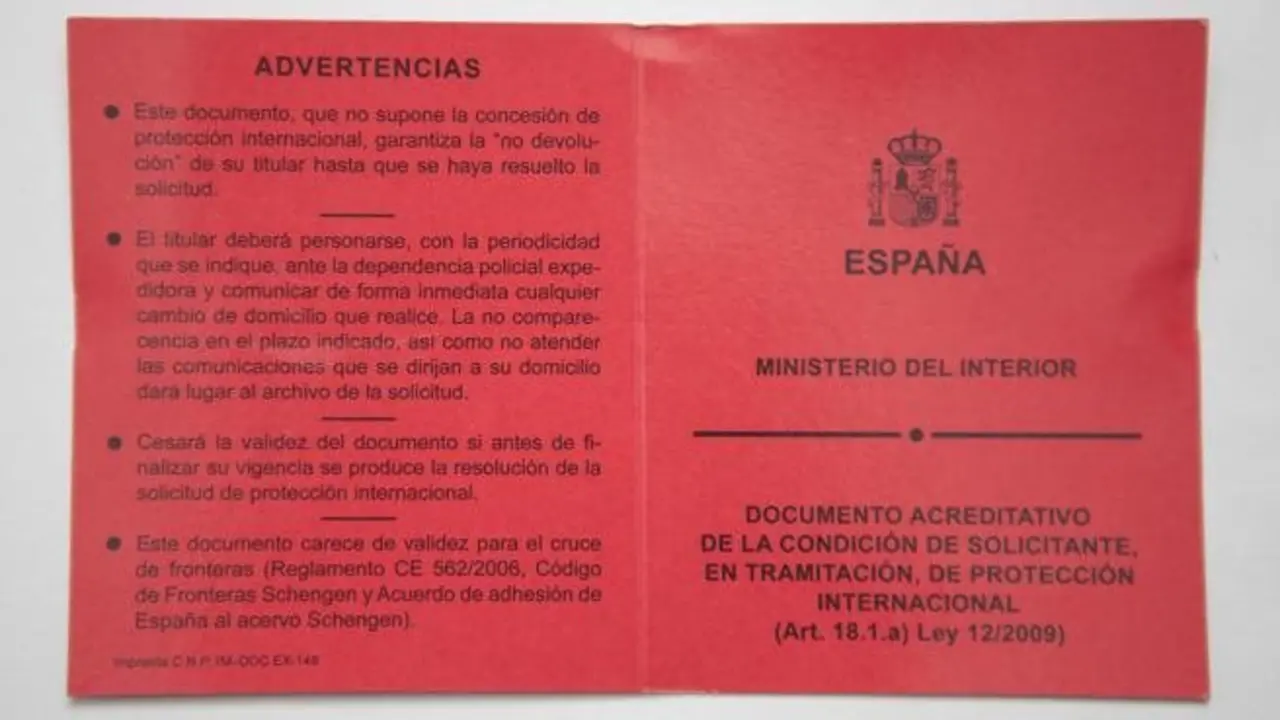 ADVERTENCIAS
● Este documento, que no supone la concesión de
protección internacional, garantiza la "no devolu-
ción" de su titular hasta que se haya resuelto la
solicitud.
● El titular deberá personarse, con la periodicidad
que se indique, ante la dependencia policial expe-
didora y comunicar de forma inmediata cualquier
cambio de domicilio que realice. La no compare-
cencia en el plazo indicado, así como no atender
las comunicaciones que se dirijan a su domicilio
dará lugar al archivo de la solicitud.
● Cesará la validez del documento si antes de fi-
nalizar su vigencia se produce la resolución de la
solicitud de protección internacional.
● Este documento carece de validez para el cruce
de fronteras (Reglamento CE 562/2006, Código
de Fronteras Schengen y Acuerdo de adhesión de
España al acervo Schengen).
Imprenta C.N.P. IM-DOC EX-148
ESPAÑA
MINISTERIO DEL INTERIOR
DOCUMENTO ACREDITATIVO
DE LA CONDICIÓN DE SOLICITANTE,
EN TRAMITACIÓN, DE PROTECCIÓN
INTERNACIONAL
(Art. 18.1.a) Ley 12/2009)